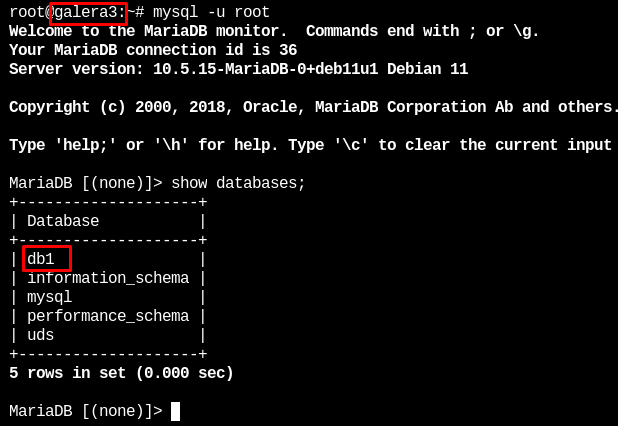 root@galera3:~# mysql -u root
Welcome to the MariaDB monitor.  Commands end with ; or \g.
Your MariaDB connection id is 36
Server version: 10.5.15-MariaDB-0+deb11u1 Debian 11

Copyright (c) 2000, 2018, Oracle, MariaDB Corporation Ab and others.

Type 'help;' or '\h' for help. Type '\c' to clear the current input

MariaDB [(none)]> show databases;
+--------------------+
| Database           |
+--------------------+
| db1                |
| information_schema |
| mysql              |
| performance_schema |
| uds                |
+--------------------+
5 rows in set (0.000 sec)

MariaDB [(none)]>